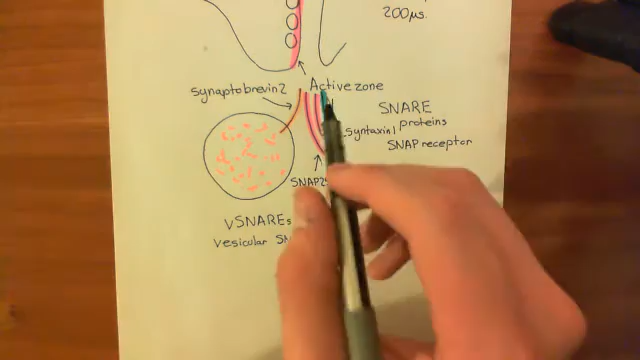 200μs.
Active zone
synaptobrevin2
SNARE
proteins
syntaxin1
SNAP receptor
SNAP25
vSNAREs
vesicular